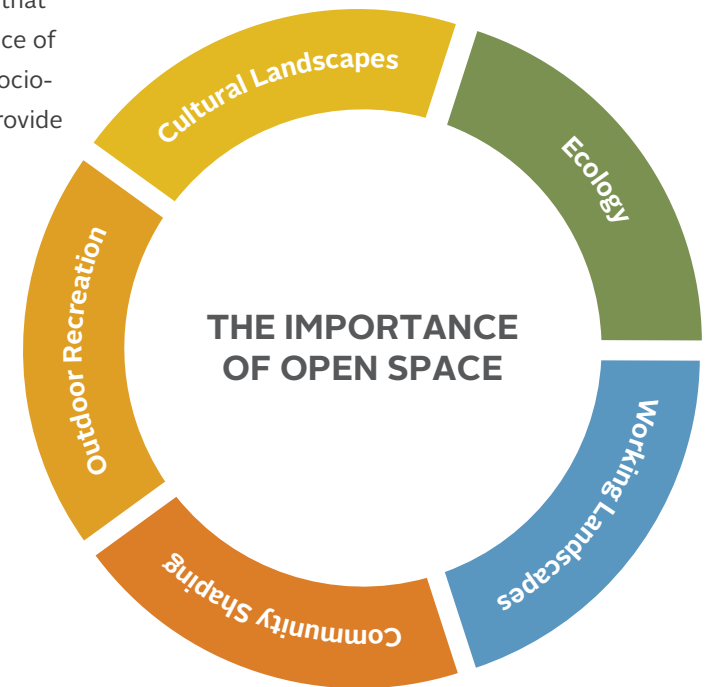 that
ce of
ocio-
rovide
Cultural Landscapes
Ecology
Working Landscapes
Community Shaping
Outdoor Recreation
THE IMPORTANCE
OF OPEN SPACE